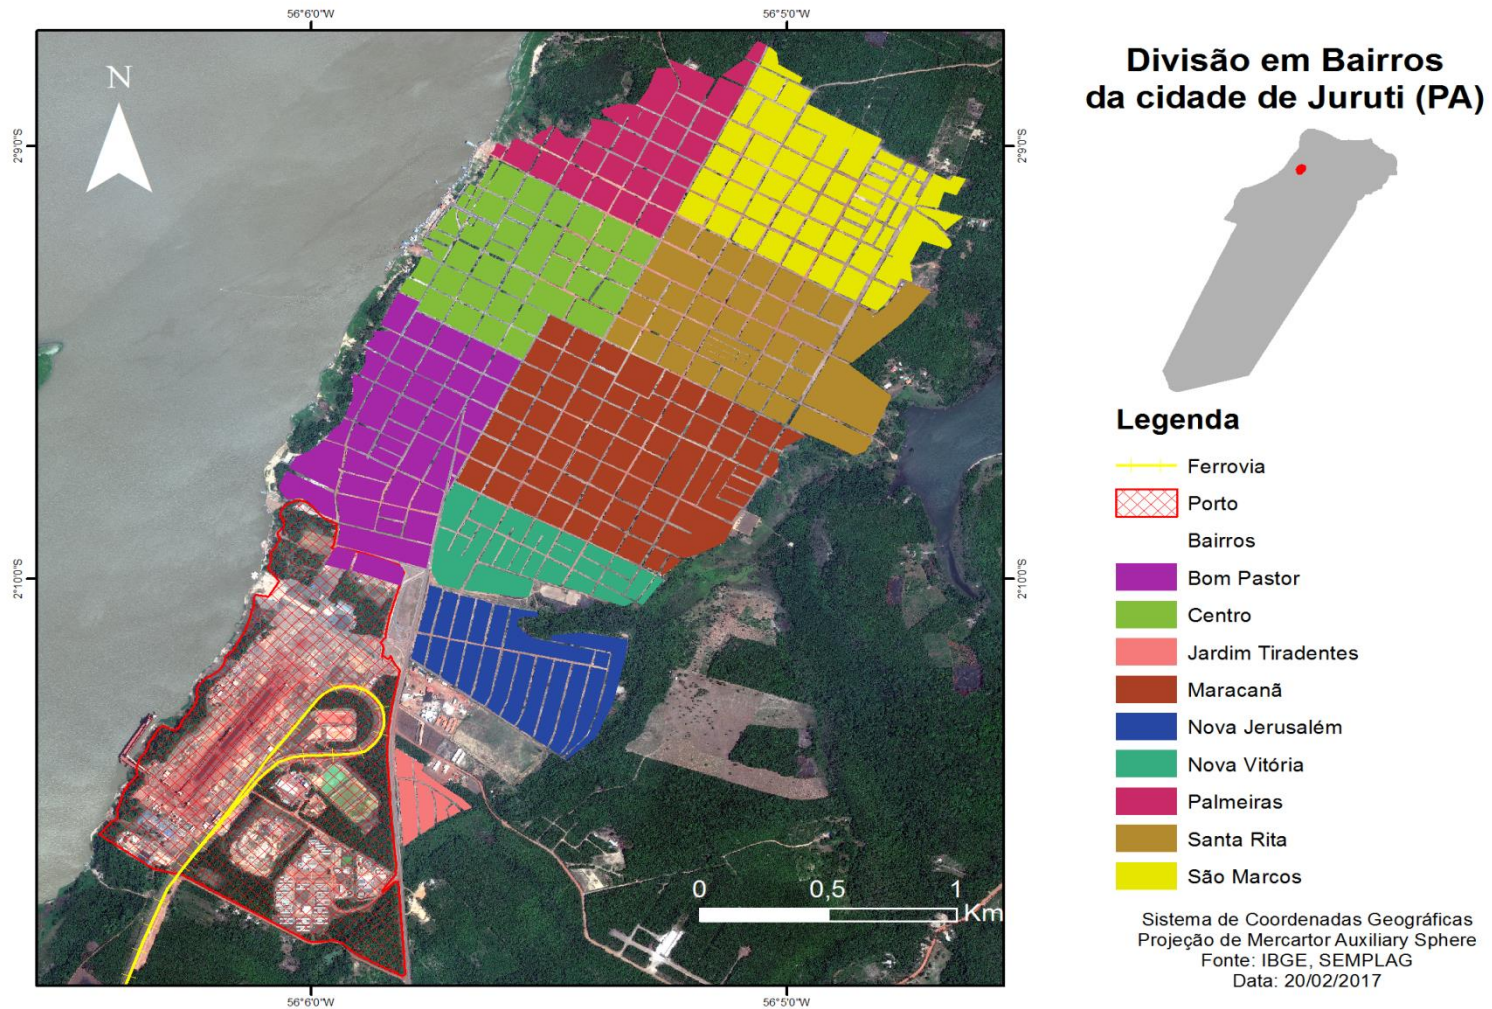 56°6'0"W
56°5'0"W
N
2°9'0"S
2°9'0"S
2°10'0"S
2°10'0"S
0
0,5
1
Km
56°6'0"W
56°5'0"W
Divisão em Bairros
da cidade de Juruti (PA)
Legenda
Ferrovia
Porto
Bairros
Bom Pastor
Centro
Jardim Tiradentes
Maracanã
Nova Jerusalém
Nova Vitória
Palmeiras
Santa Rita
São Marcos
Sistema de Coordenadas Geográficas
Projeção de Mercartor Auxiliary Sphere
Fonte: IBGE, SEMPLAG
Data: 20/02/2017